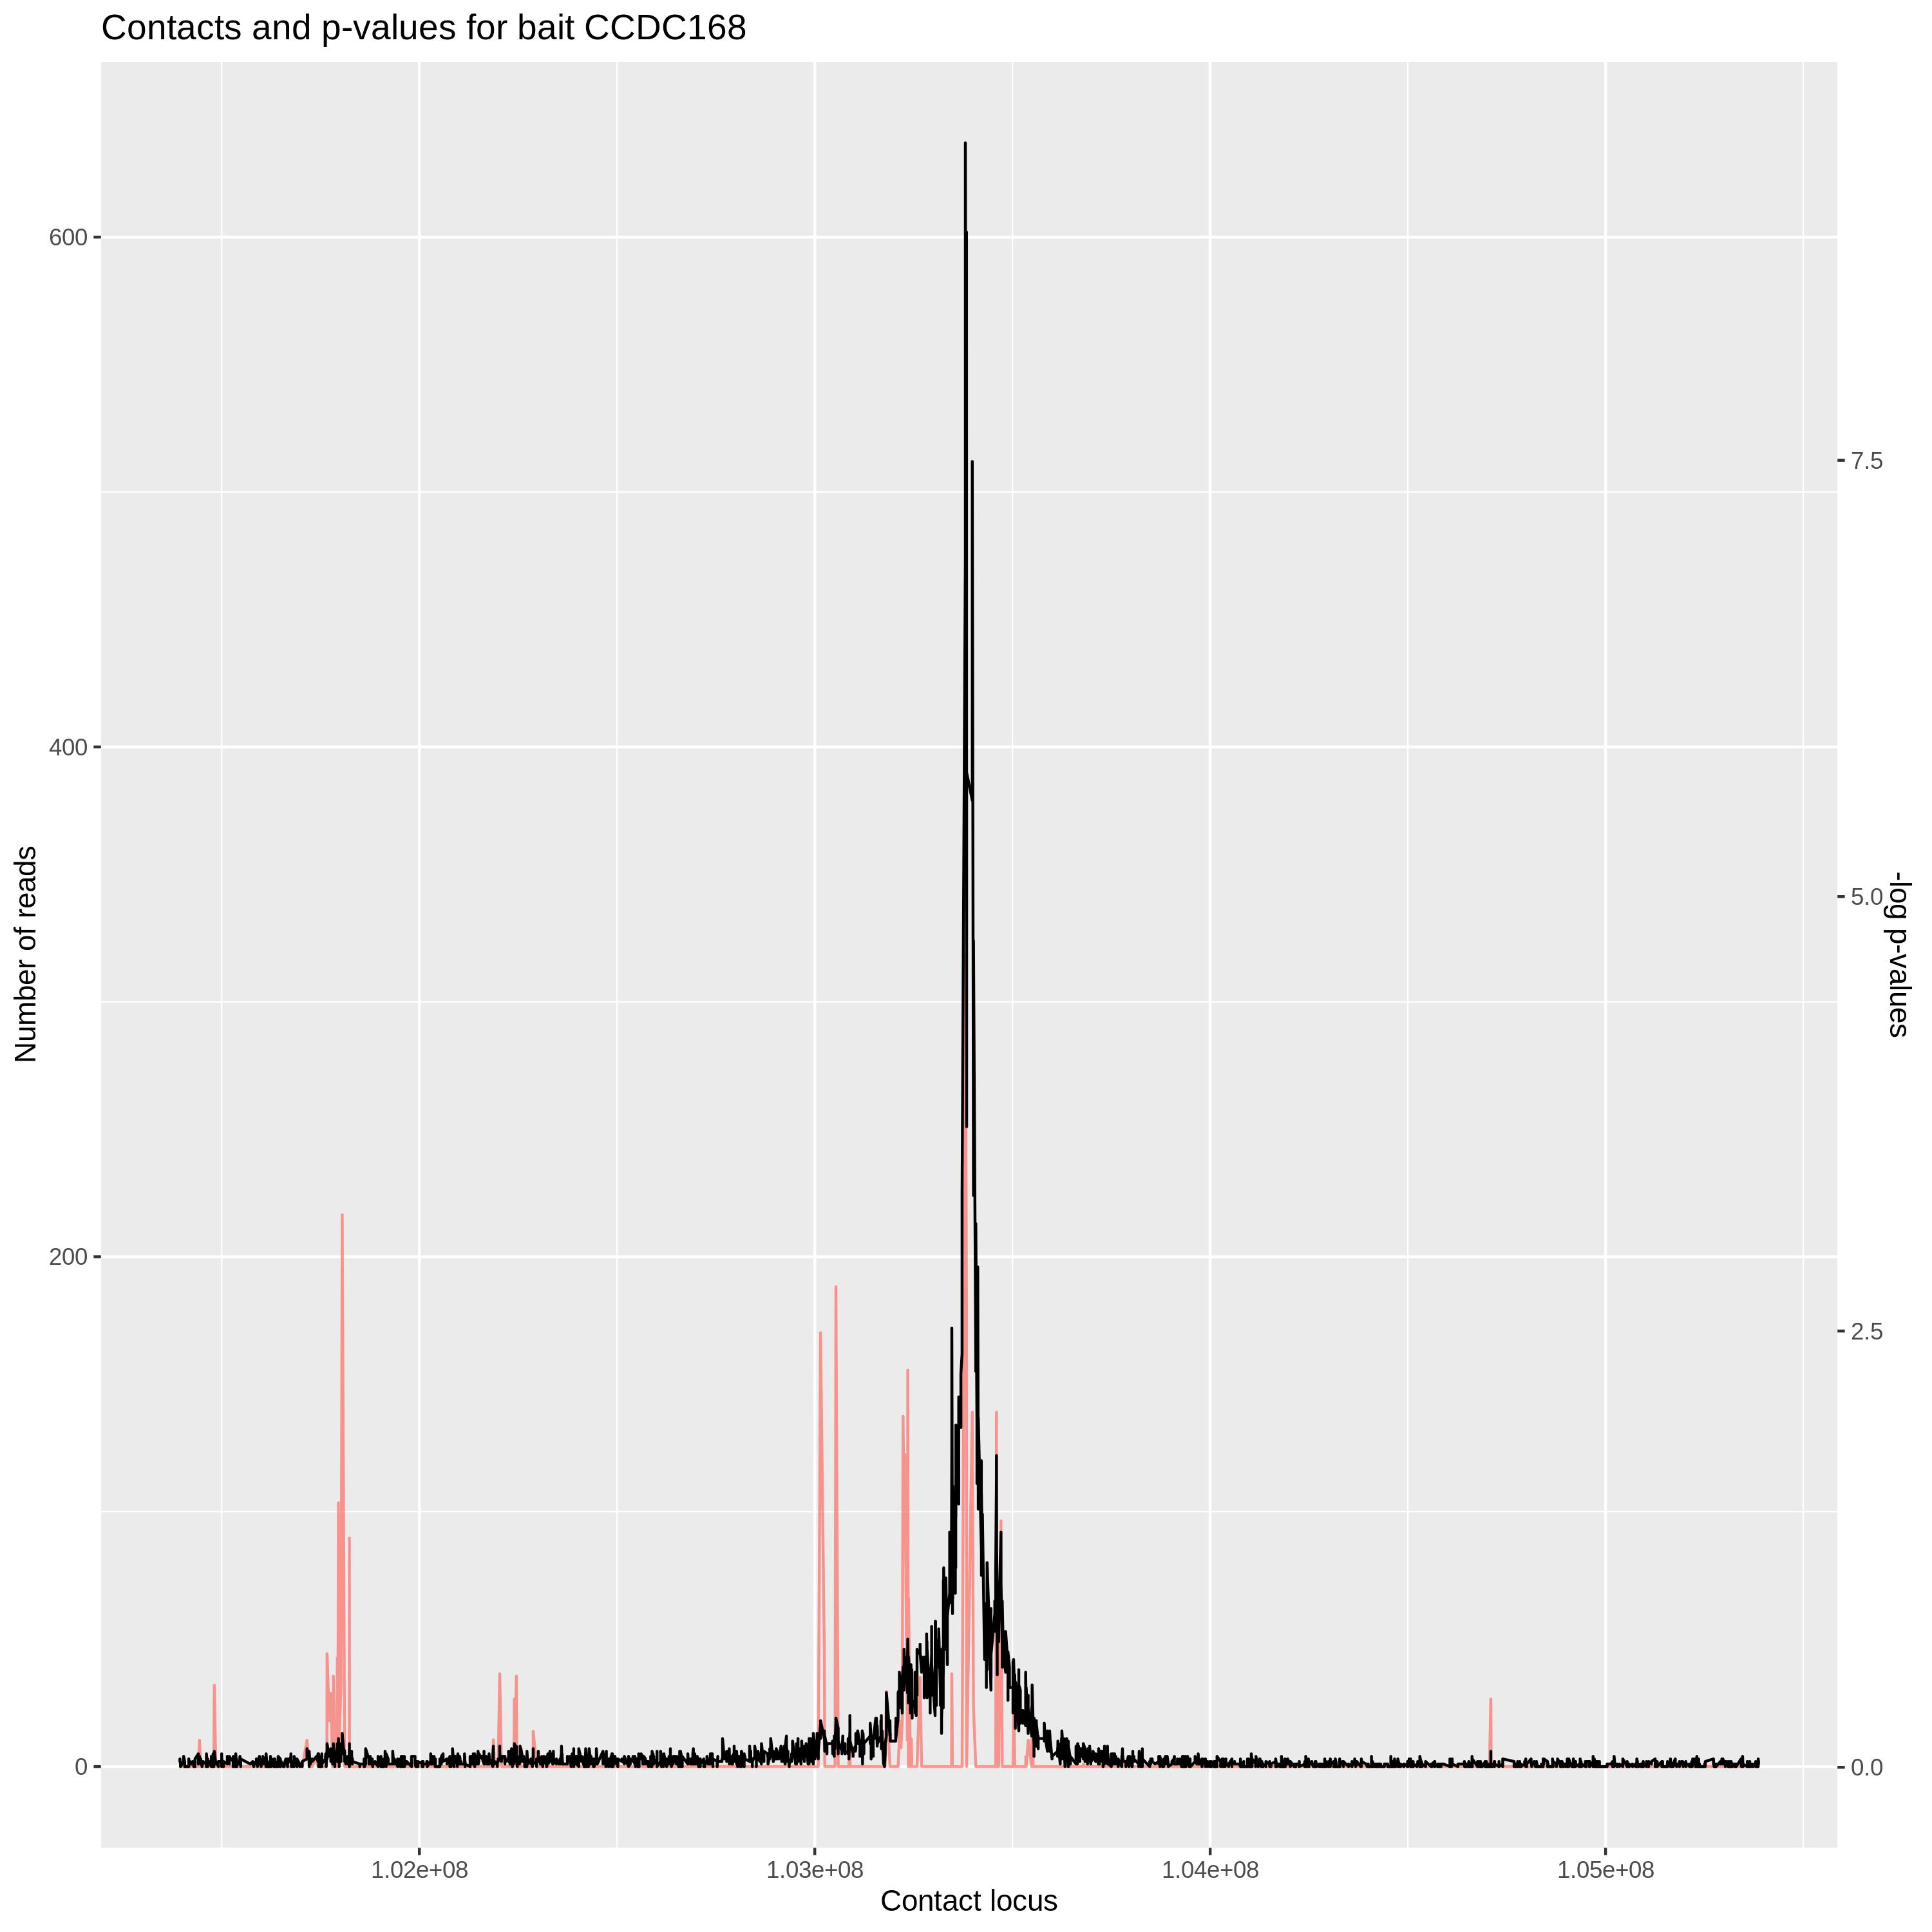 Contacts and p-values for bait CCDC168
600
400
200
0
Number of reads
7.5
5.0
2.5
0.0
-log p-values
1.02e+08 1.03e+08 1.04e+08 1.05e+08
Contact locus